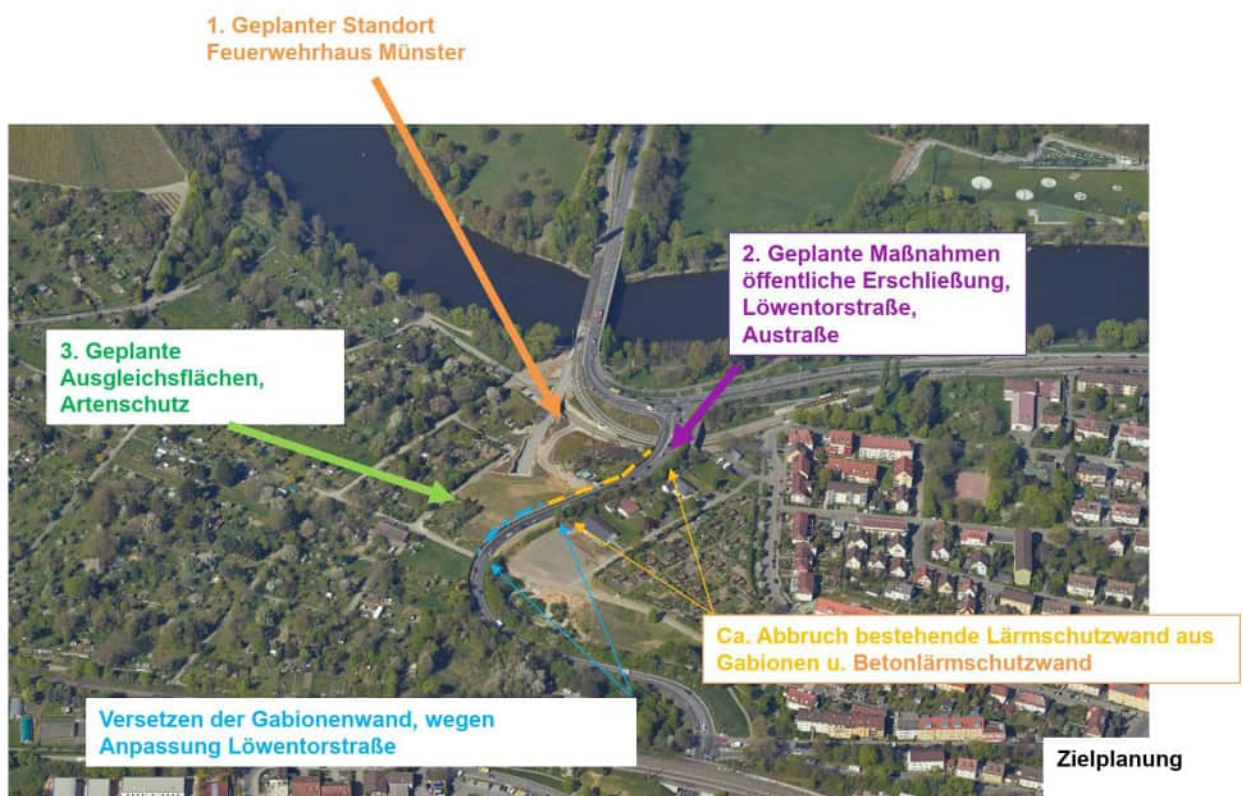 1. Geplanter Standort
Feuerwehrhaus Münster
2. Geplante Maßnahmen
öffentliche Erschließung,
Löwentorstraße,
Austraße
3. Geplante
Ausgleichsflächen,
Artenschutz
Ca. Abbruch bestehende Lärmschutzwand aus
Gabionen u. Betonlärmschutzwand
Versetzen der Gabionenwand, wegen
Anpassung Löwentorstraße
Zielplanung